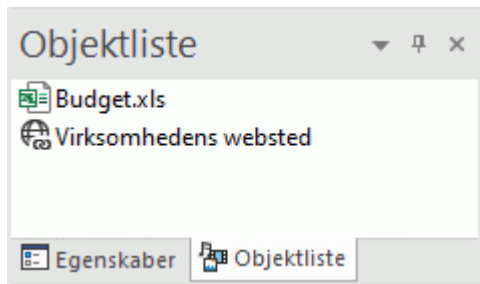 Objektliste
Budget.xls
Virksomhedens websted
Egenskaber Objektliste